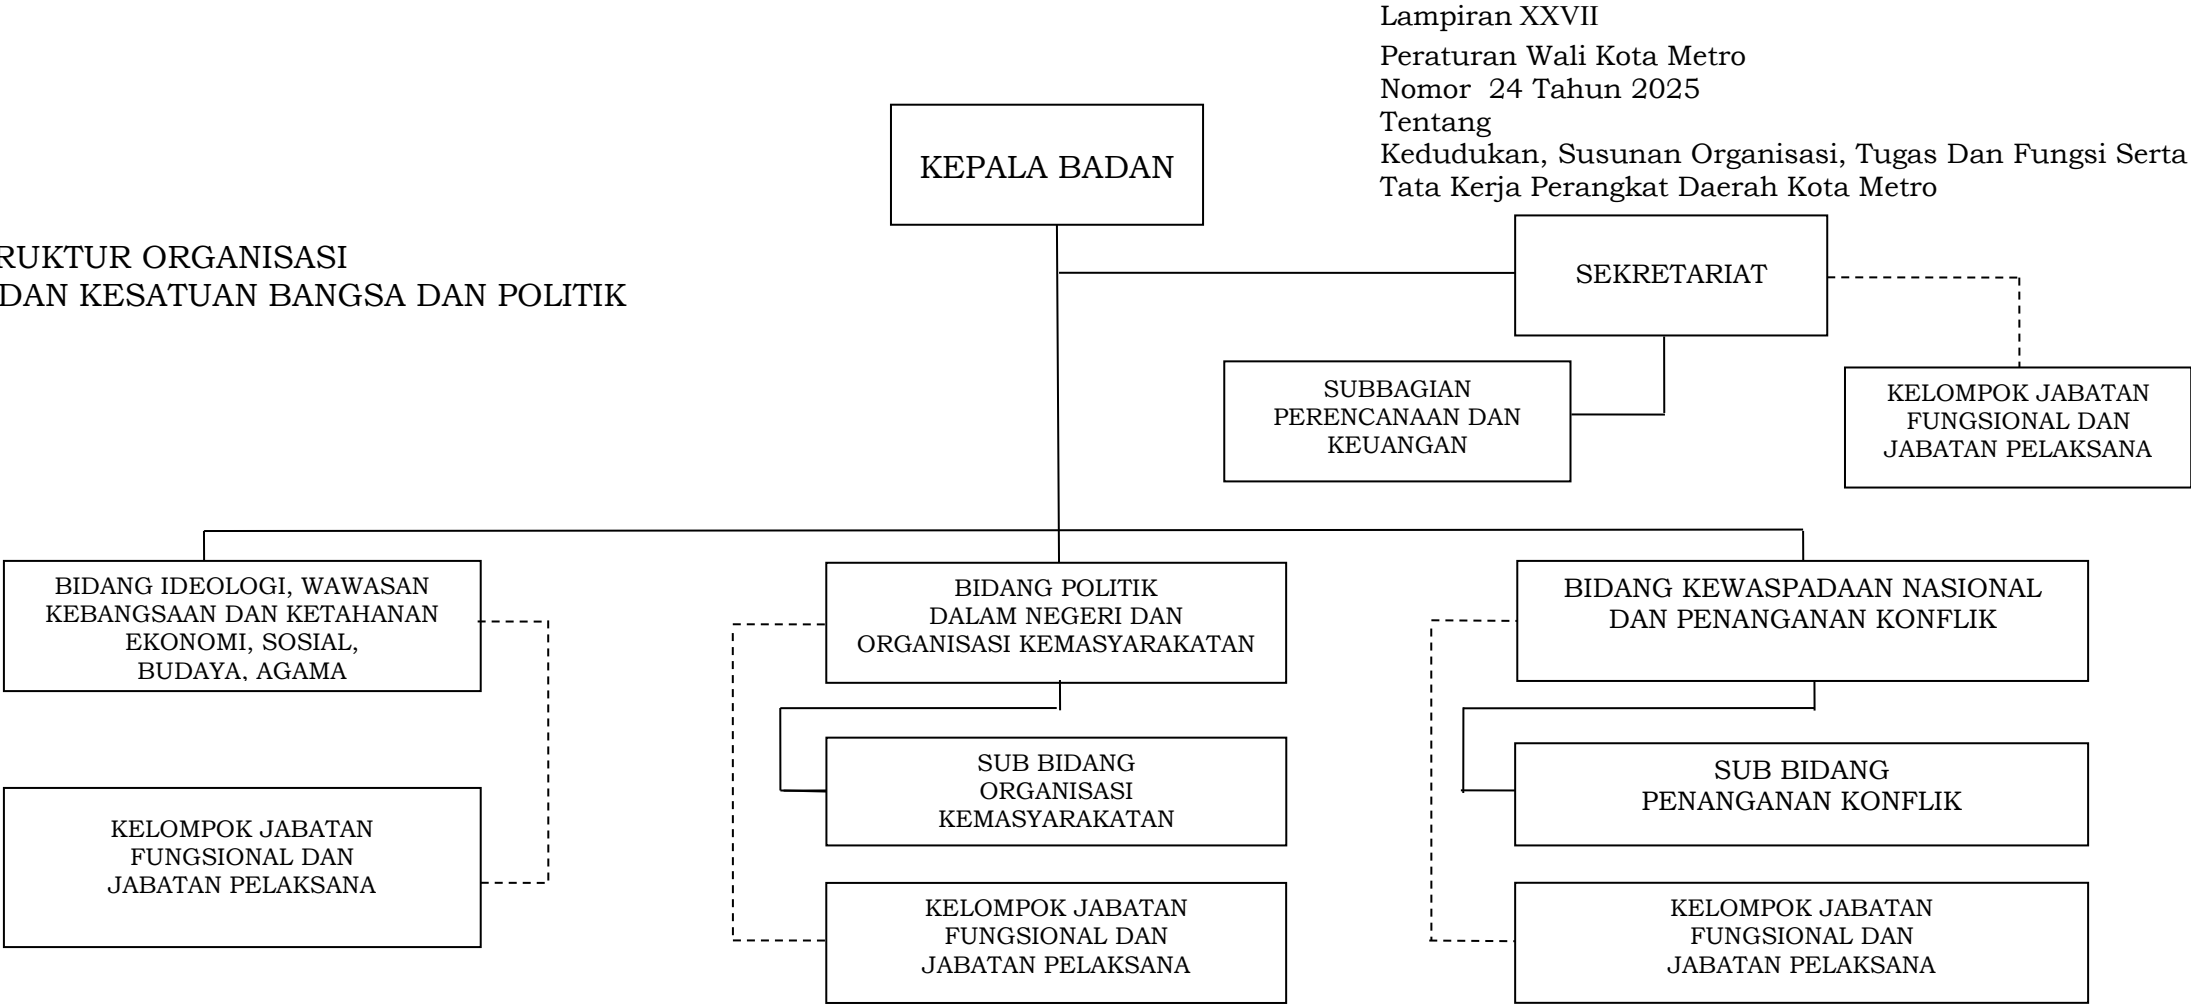 Lampiran XXVII
Peraturan Wali Kota Metro
Nomor 24 Tahun 2025
Tentang
Kedudukan, Susunan Organisasi, Tugas Dan Fungsi Serta
Tata Kerja Perangkat Daerah Kota Metro
KEPALA BADAN
RUKTUR ORGANISASI
DAN KESATUAN BANGSA DAN POLITIK
SEKRETARIAT
SUBBAGIAN
PERENCANAAN DAN
KEUANGAN
KELOMPOK JABATAN
FUNGSIONAL DAN
JABATAN PELAKSANA
BIDANG IDEOLOGI, WAWASAN
KEBANGSAAN DAN KETAHANAN
EKONOMI, SOSIAL,
BUDAYA, AGAMA
BIDANG POLITIK
DALAM NEGERI DAN
ORGANISASI KEMASYARAKATAN
BIDANG KEWASPADAAN NASIONAL
DAN PENANGANAN KONFLIK
SUB BIDANG
ORGANISASI
KEMASYARAKATAN
SUB BIDANG
PENANGANAN KONFLIK
KELOMPOK JABATAN
FUNGSIONAL DAN
JABATAN PELAKSANA
KELOMPOK JABATAN
FUNGSIONAL DAN
JABATAN PELAKSANA
KELOMPOK JABATAN
FUNGSIONAL DAN
JABATAN PELAKSANA